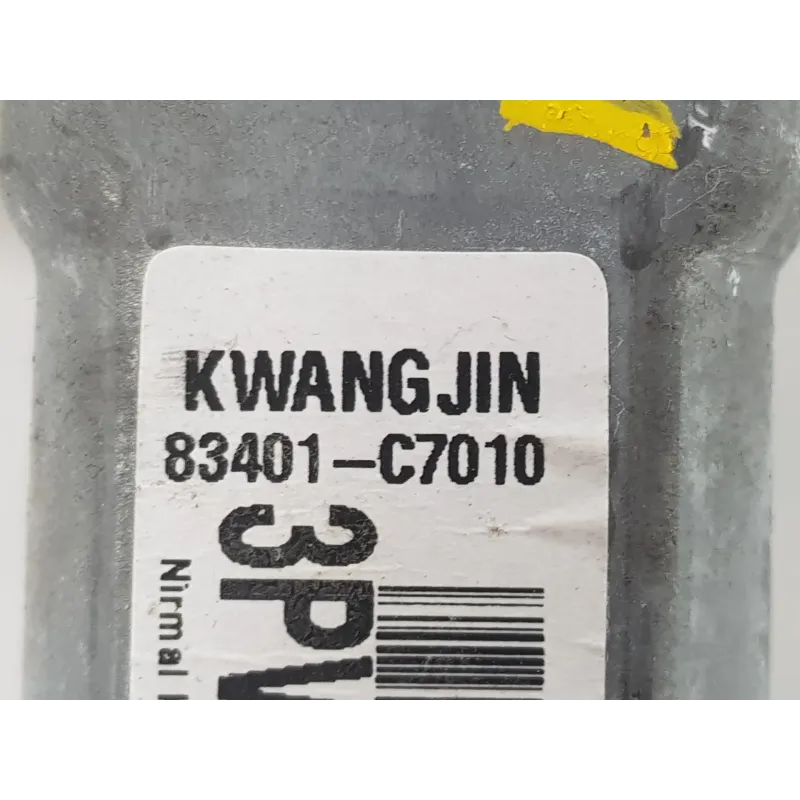 KWANGJIN
83401-C7010
3P
Nirmal